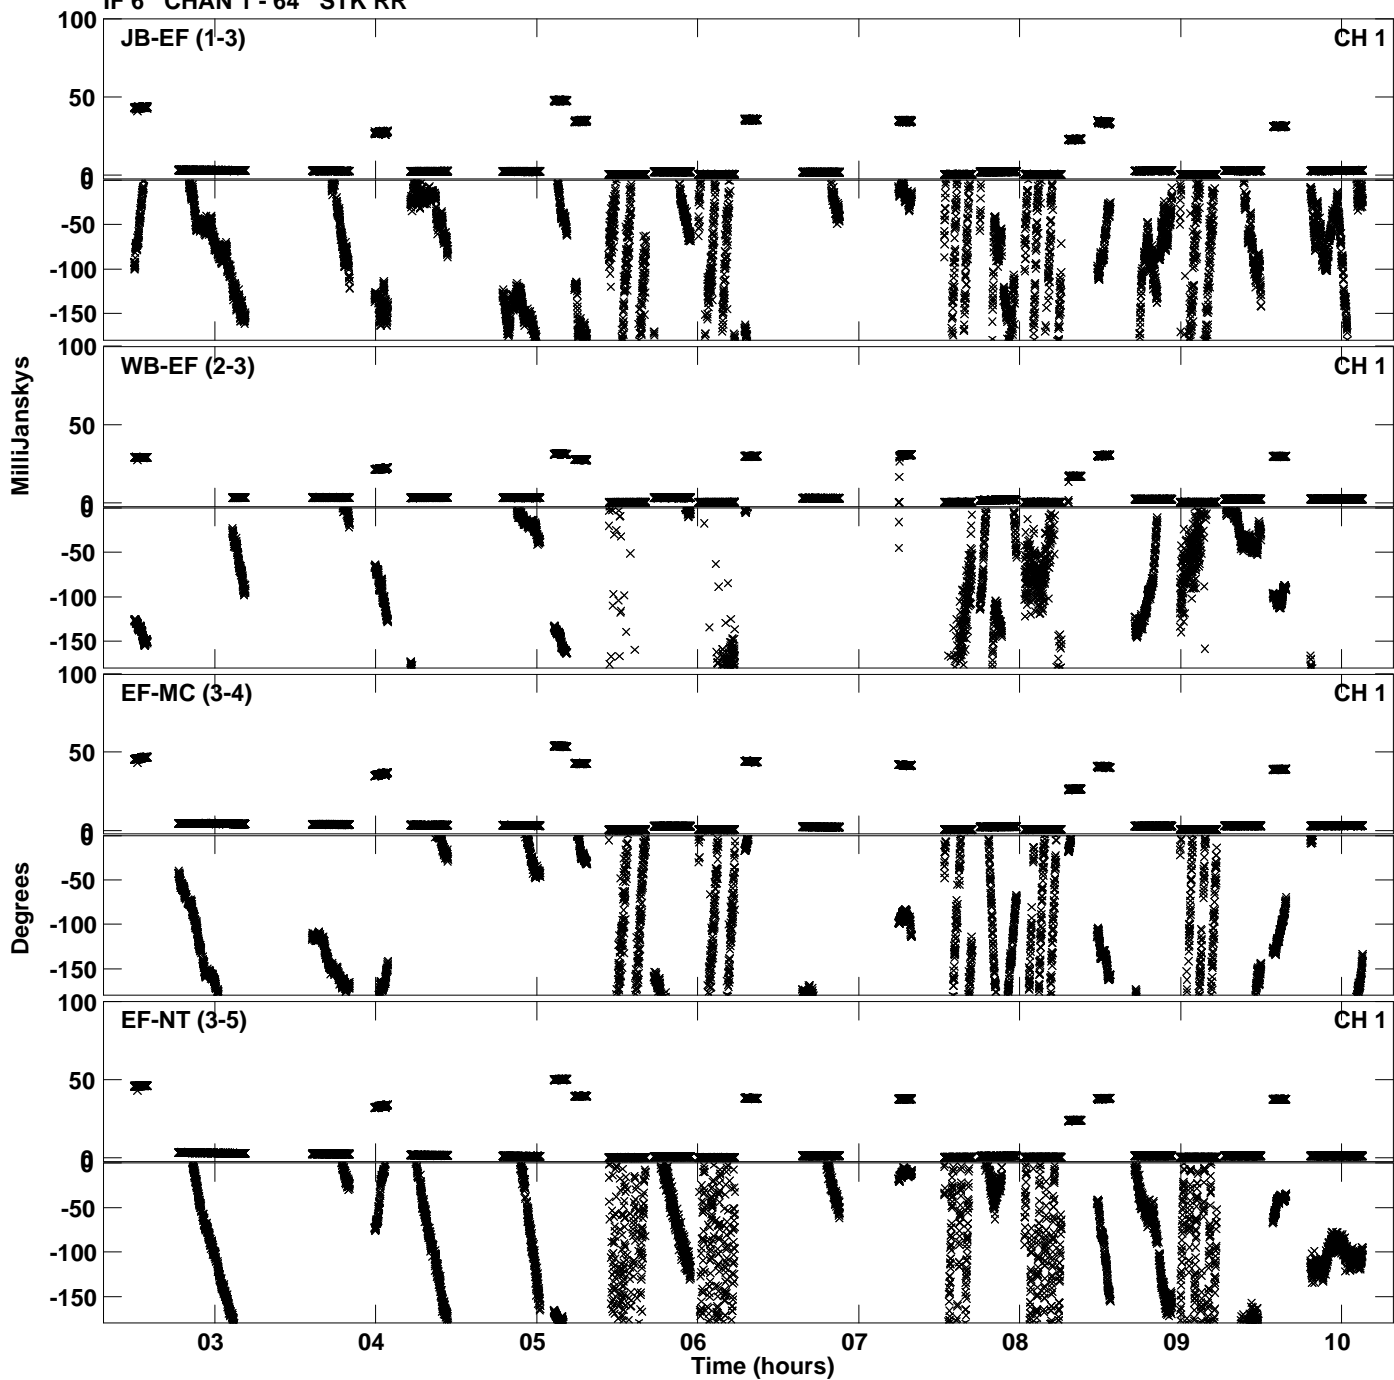 IF 6 CHAN 1 - 64 STK RR
100
JB-EF (1-3)
CH 1
50
0
0
-50
-100
-150
100
WB-EF (2-3)
CH 1
50
0
0
-50
-100
-150
100
EF-MC (3-4)
CH 1
50
0
0
-50
-100
-150
100
EF-NT (3-5)
CH 1
50
0
0
-50
-100
-150
MilliJanskys
Degrees
03 04 05 06 07 08 09 10
Time (hours)